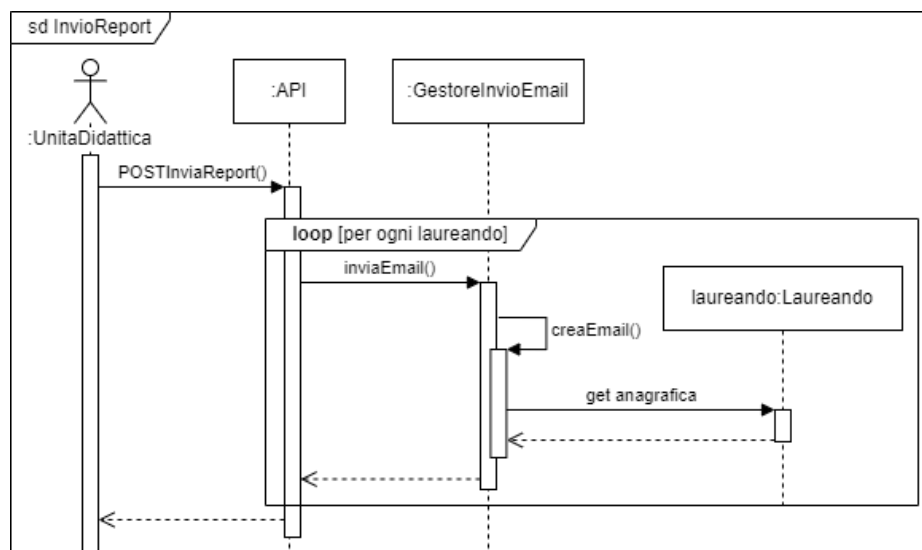 sd InvioReport
:UnitaDidattica
:API
:GestoreInvioEmail
POSTInviaReport()
loop [per ogni laureando]
inviaEmail()
laureando:Laureando
creaEmail()
get anagrafica